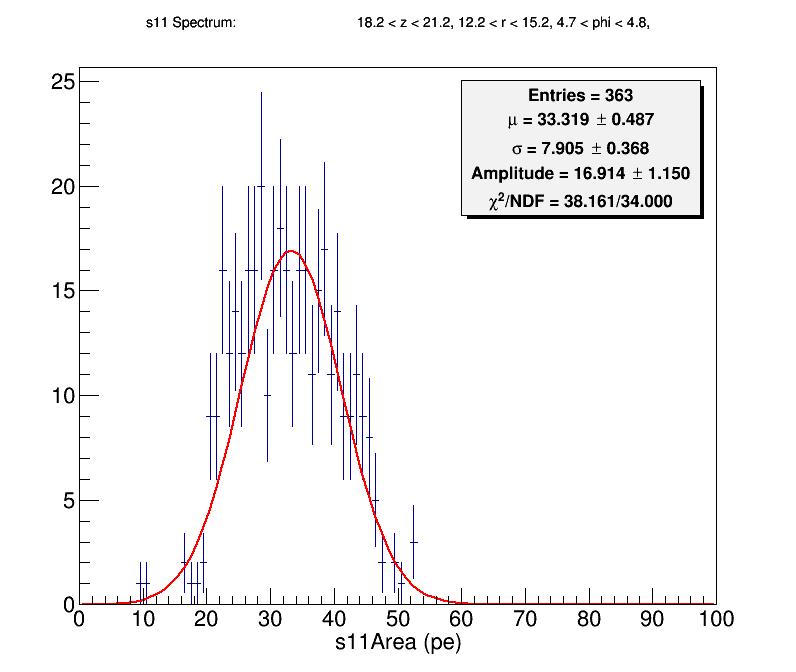 s11 Spectrum: 18.2 < z < 21.2, 12.2 < r < 15.2, 4.7 < phi < 4.8,
Entries = 363
μ = 33.319 ± 0.487
σ = 7.905 ± 0.368
Amplitude = 16.914 ± 1.150
χ²/NDF = 38.161/34.000
25
20
15
10
5
0
0 10 20 30 40 50 60 70 80 90 100
s11Area (pe)